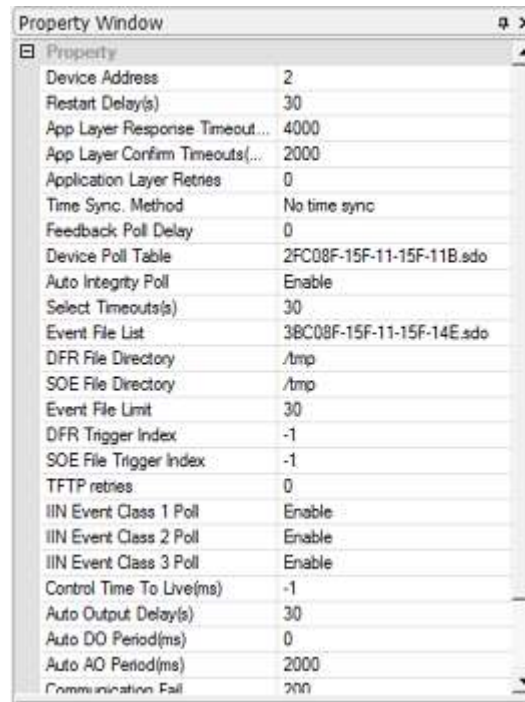 Property Window
Property
Device Address 2
Restart Delay(s) 30
App Layer Response Timeout... 4000
App Layer Confirm Timeouts(... 2000
Application Layer Retries 0
Time Sync. Method No time sync
Feedback Poll Delay 0
Device Poll Table 2FC08F-15F-11-15F-11B.sdo
Auto Integrity Poll Enable
Select Timeouts(s) 30
Event File List 3BC08F-15F-11-15F-14E.sdo
DFR File Directory /tmp
SOE File Directory /tmp
Event File Limit 30
DFR Trigger Index -1
SOE File Trigger Index -1
TFTP retries 0
IIN Event Class 1 Poll Enable
IIN Event Class 2 Poll Enable
IIN Event Class 3 Poll Enable
Control Time To Live(ms) -1
Auto Output Delay(s) 30
Auto DO Period(ms) 0
Auto AO Period(ms) 2000
Communication Fail 200